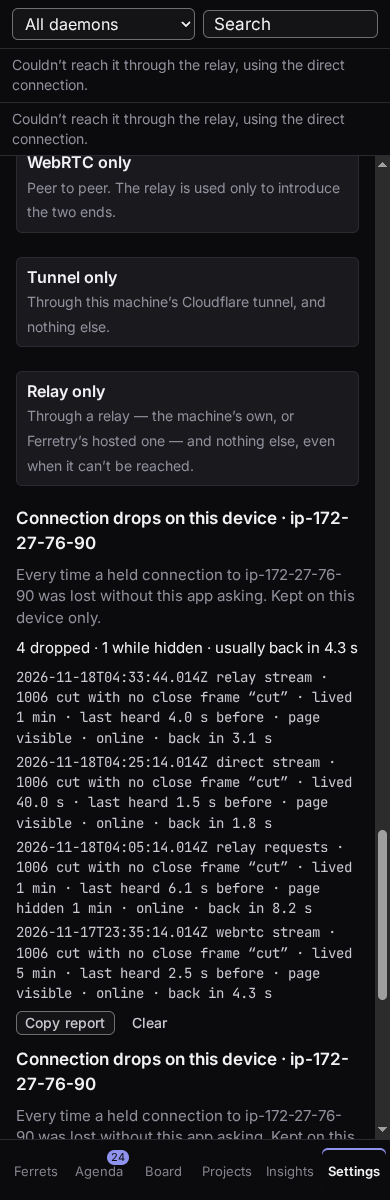 All daemons
Search
Couldn’t reach it through the relay, using the direct
connection.
Couldn’t reach it through the relay, using the direct
connection.
WebRTC only
Peer to peer. The relay is used only to introduce
the two ends.
Tunnel only
Through this machine’s Cloudflare tunnel, and
nothing else.
Relay only
Through a relay — the machine’s own, or
Ferretry’s hosted one — and nothing else, even
when it can’t be reached.
Connection drops on this device · ip-172-
27-76-90
Every time a held connection to ip-172-27-76-
90 was lost without this app asking. Kept on this
device only.
4 dropped · 1 while hidden · usually back in 4.3 s
2026-11-18T04:33:44.014Z relay stream ·
1006 cut with no close frame “cut” · lived
1 min · last heard 4.0 s before · page
visible · online · back in 3.1 s
2026-11-18T04:25:14.014Z direct stream ·
1006 cut with no close frame “cut” · lived
40.0 s · last heard 1.5 s before · page
visible · online · back in 1.8 s
2026-11-18T04:05:14.014Z relay requests ·
1006 cut with no close frame “cut” · lived
1 min · last heard 6.1 s before · page
hidden 1 min · online · back in 8.2 s
2026-11-17T23:35:14.014Z webrtc stream ·
1006 cut with no close frame “cut” · lived
5 min · last heard 2.5 s before · page
visible · online · back in 4.3 s
Copy report Clear
Connection drops on this device · ip-172-
27-76-90
Every time a held connection to ip-172-27-76-
90 was lost without this app asking. Kept on this
24
Ferrets Agenda Board Projects Insights Settings